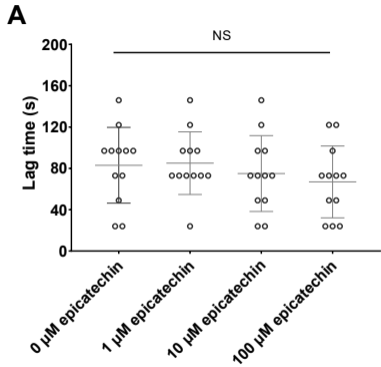 A
NS
Lag time (s)
200
160
120
80
40
0
0 μM epicatechin
1 μM epicatechin
10 μM epicatechin
100 μM epicatechin